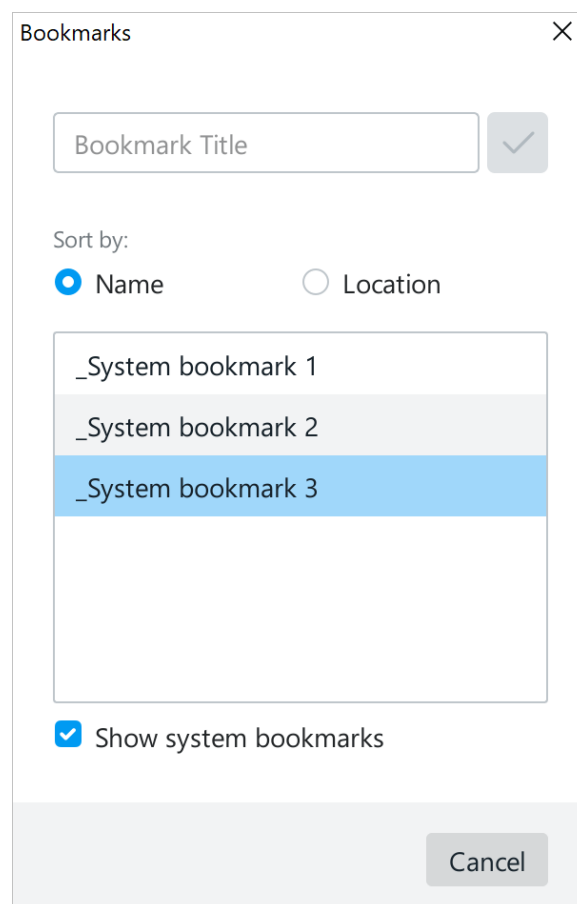 Bookmarks
Bookmark Title
Sort by:
Name
Location
_System bookmark 1
_System bookmark 2
_System bookmark 3
Show system bookmarks
Cancel